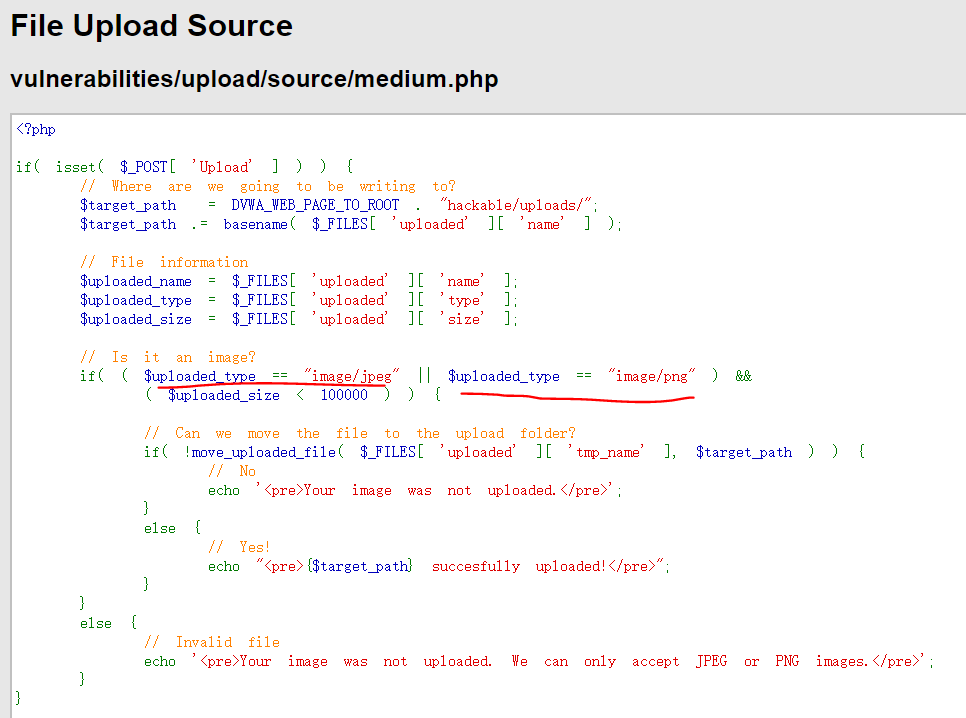 File Upload Source
vulnerabilities/upload/source/medium.php
<?php
if( isset( $_POST[ 'Upload' ] ) ) {
// Where are we going to be writing to?
$target_path = DVWA_WEB_PAGE_TO_ROOT . "hackable/uploads/";
$target_path .= basename( $_FILES[ 'uploaded' ][ 'name' ] );
// File information
$uploaded_name = $_FILES[ 'uploaded' ][ 'name' ];
$uploaded_type = $_FILES[ 'uploaded' ][ 'type' ];
$uploaded_size = $_FILES[ 'uploaded' ][ 'size' ];
// Is it an image?
if( ( $uploaded_type == "image/jpeg" || $uploaded_type == "image/png" ) &&
( $uploaded_size < 100000 ) ) {
// Can we move the file to the upload folder?
if( !move_uploaded_file( $_FILES[ 'uploaded' ][ 'tmp_name' ], $target_path ) ) {
// No
echo '<pre>Your image was not uploaded.</pre>';
}
else {
// Yes!
echo "<pre>{$target_path} succesfully uploaded!</pre>";
}
}
else {
// Invalid file
echo '<pre>Your image was not uploaded. We can only accept JPEG or PNG images.</pre>';
}
}